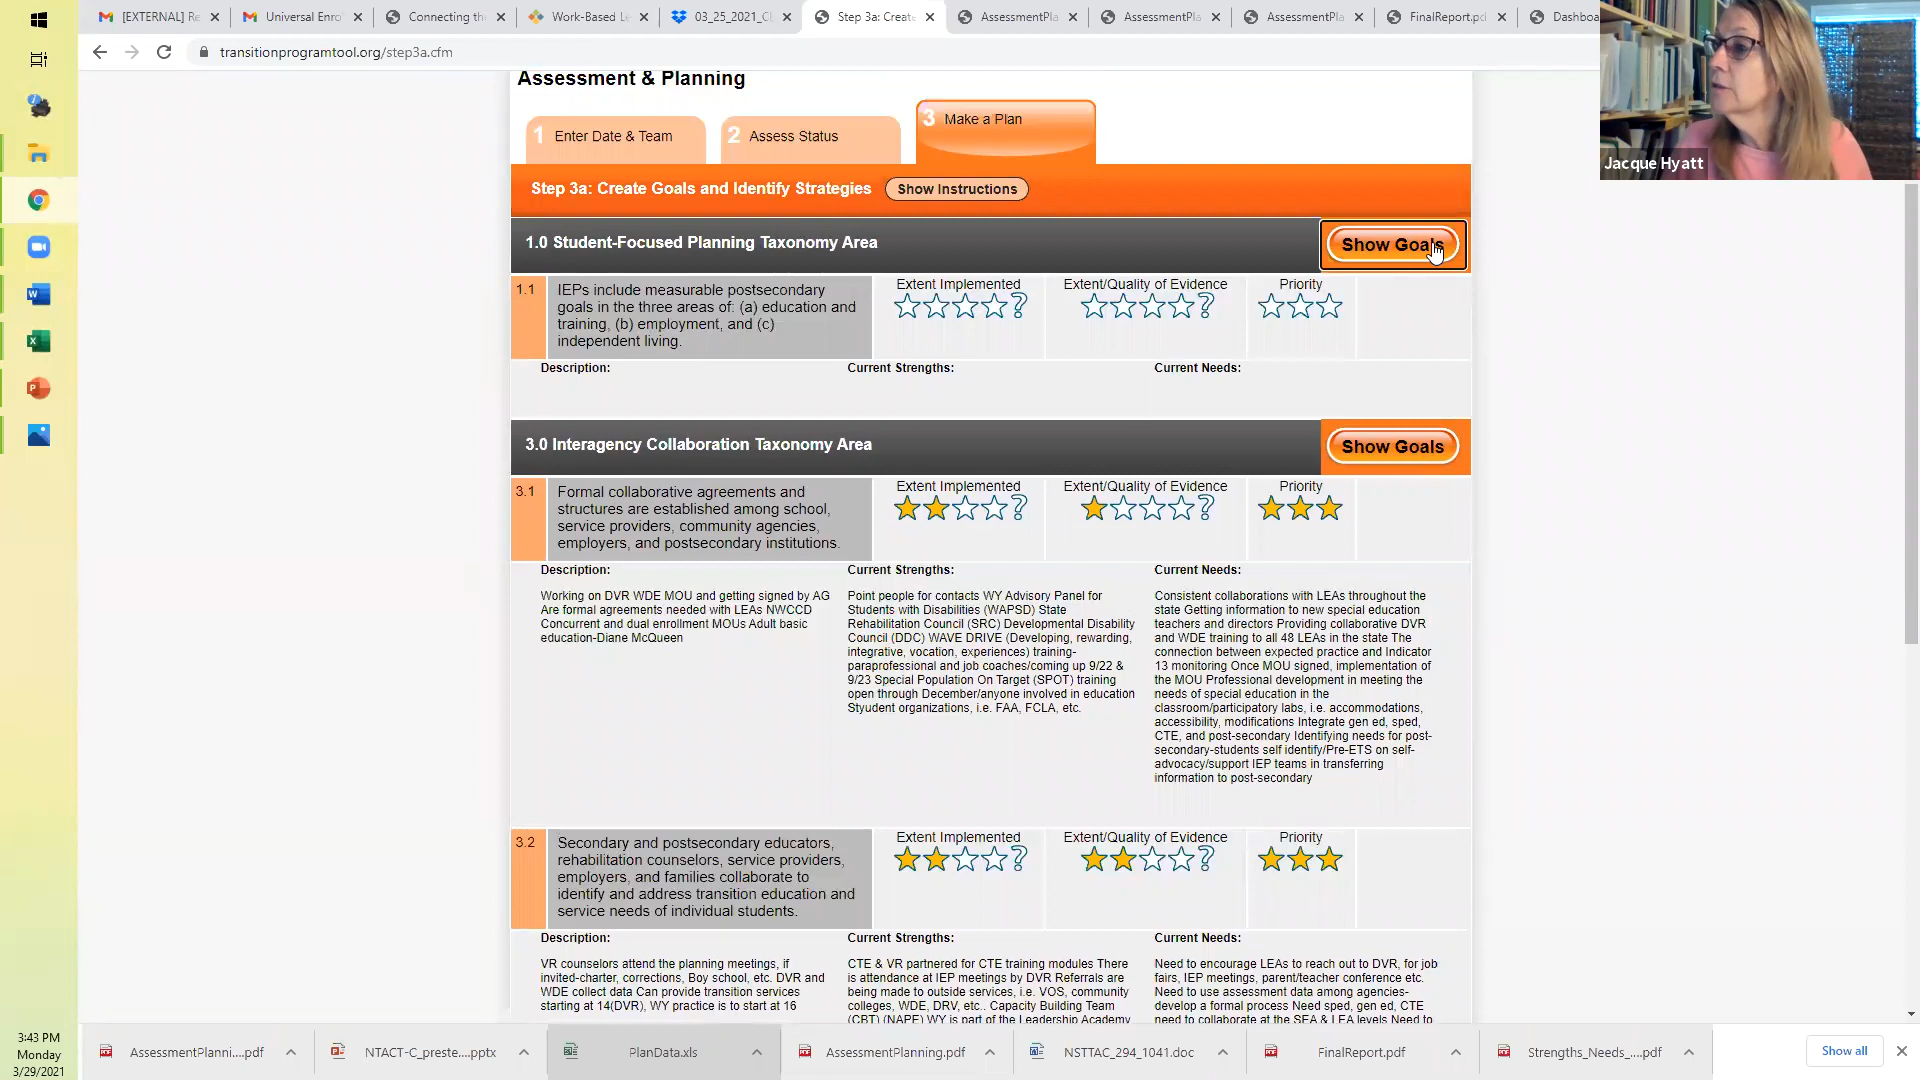 [EXTERNAL] Re
Universal Enro
Connecting the
Work-Based Le
03_25_2021_Cl
Step 3a: Create
AssessmentPla
AssessmentPla
AssessmentPla
FinalReport.pd
Dashboa
transitionprogramtool.org/step3a.cfm
Jacque Hyatt
Assessment & Planning
1 Enter Date & Team
2 Assess Status
3 Make a Plan
Step 3a: Create Goals and Identify Strategies
Show Instructions
1.0 Student-Focused Planning Taxonomy Area
Show Goals
1.1
IEPs include measurable postsecondary
goals in the three areas of: (a) education and
training, (b) employment, and (c)
independent living.
Extent Implemented
?
Extent/Quality of Evidence
?
Priority
Description:
Current Strengths:
Current Needs:
3.0 Interagency Collaboration Taxonomy Area
Show Goals
3.1
Formal collaborative agreements and
structures are established among school,
service providers, community agencies,
employers, and postsecondary institutions.
Extent Implemented
?
Extent/Quality of Evidence
?
Priority
Description:
Working on DVR WDE MOU and getting signed by AG
Are formal agreements needed with LEAs NWCCD
Concurrent and dual enrollment MOUs Adult basic
education-Diane McQueen
Current Strengths:
Point people for contacts WY Advisory Panel for
Students with Disabilities (WAPSD) State
Rehabilitation Council (SRC) Developmental Disability
Council (DDC) WAVE DRIVE (Developing, rewarding,
integrative, vocation, experiences) training-
paraprofessional and job coaches/coming up 9/22 &
9/23 Special Population On Target (SPOT) training
open through December/anyone involved in education
Styudent organizations, i.e. FAA, FCLA, etc.
Current Needs:
Consistent collaborations with LEAs throughout the
state Getting information to new special education
teachers and directors Providing collaborative DVR
and WDE training to all 48 LEAs in the state The
connection between expected practice and Indicator
13 monitoring Once MOU signed, implementation of
the MOU Professional development in meeting the
needs of special education in the
classroom/participatory labs, i.e. accommodations,
accessibility, modifications Integrate gen ed, sped,
CTE, and post-secondary Identifying needs for post-
secondary-students self identify/Pre-ETS on self-
advocacy/support IEP teams in transferring
information to post-secondary
3.2
Secondary and postsecondary educators,
rehabilitation counselors, service providers,
employers, and families collaborate to
identify and address transition education and
service needs of individual students.
Extent Implemented
?
Extent/Quality of Evidence
?
Priority
Description:
VR counselors attend the planning meetings, if
invited-charter, corrections, Boy school, etc. DVR and
WDE collect data Can provide transition services
starting at 14(DVR), WY practice is to start at 16
Current Strengths:
CTE & VR partnered for CTE training modules There
is attendance at IEP meetings by DVR Referrals are
being made to outside services, i.e. VOS, community
colleges, WDE, DRV, etc.. Capacity Building Team
(CBT) (NAPE) WY is part of the Leadership Academy
Current Needs:
Need to encourage LEAs to reach out to DVR, for job
fairs, IEP meetings, parent/teacher conference etc.
Need to use assessment data among agencies-
develop a formal process Need sped, gen ed, CTE
need to collaborate at the SEA & LEA levels Need to
3:43 PM
Monday
3/29/2021
AssessmentPlanni....pdf
NTACT-C_preste....pptx
PlanData.xls
AssessmentPlanning.pdf
NSTTAC_294_1041.doc
FinalReport.pdf
Strengths_Needs_....pdf
Show all